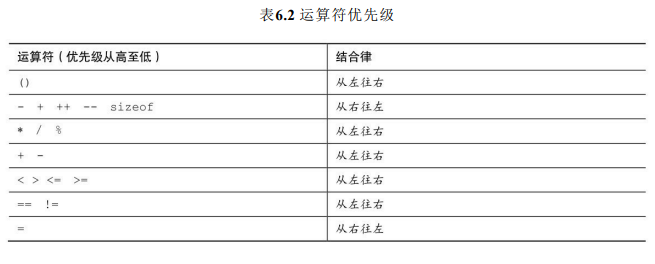 表6.2 运算符优先级
运算符（优先级从高至低） 结合律
() 从左往右
- + ++ -- sizeof 从右往左
* / % 从左往右
+ - 从左往右
< > <= >= 从左往右
== != 从左往右
= 从右往左